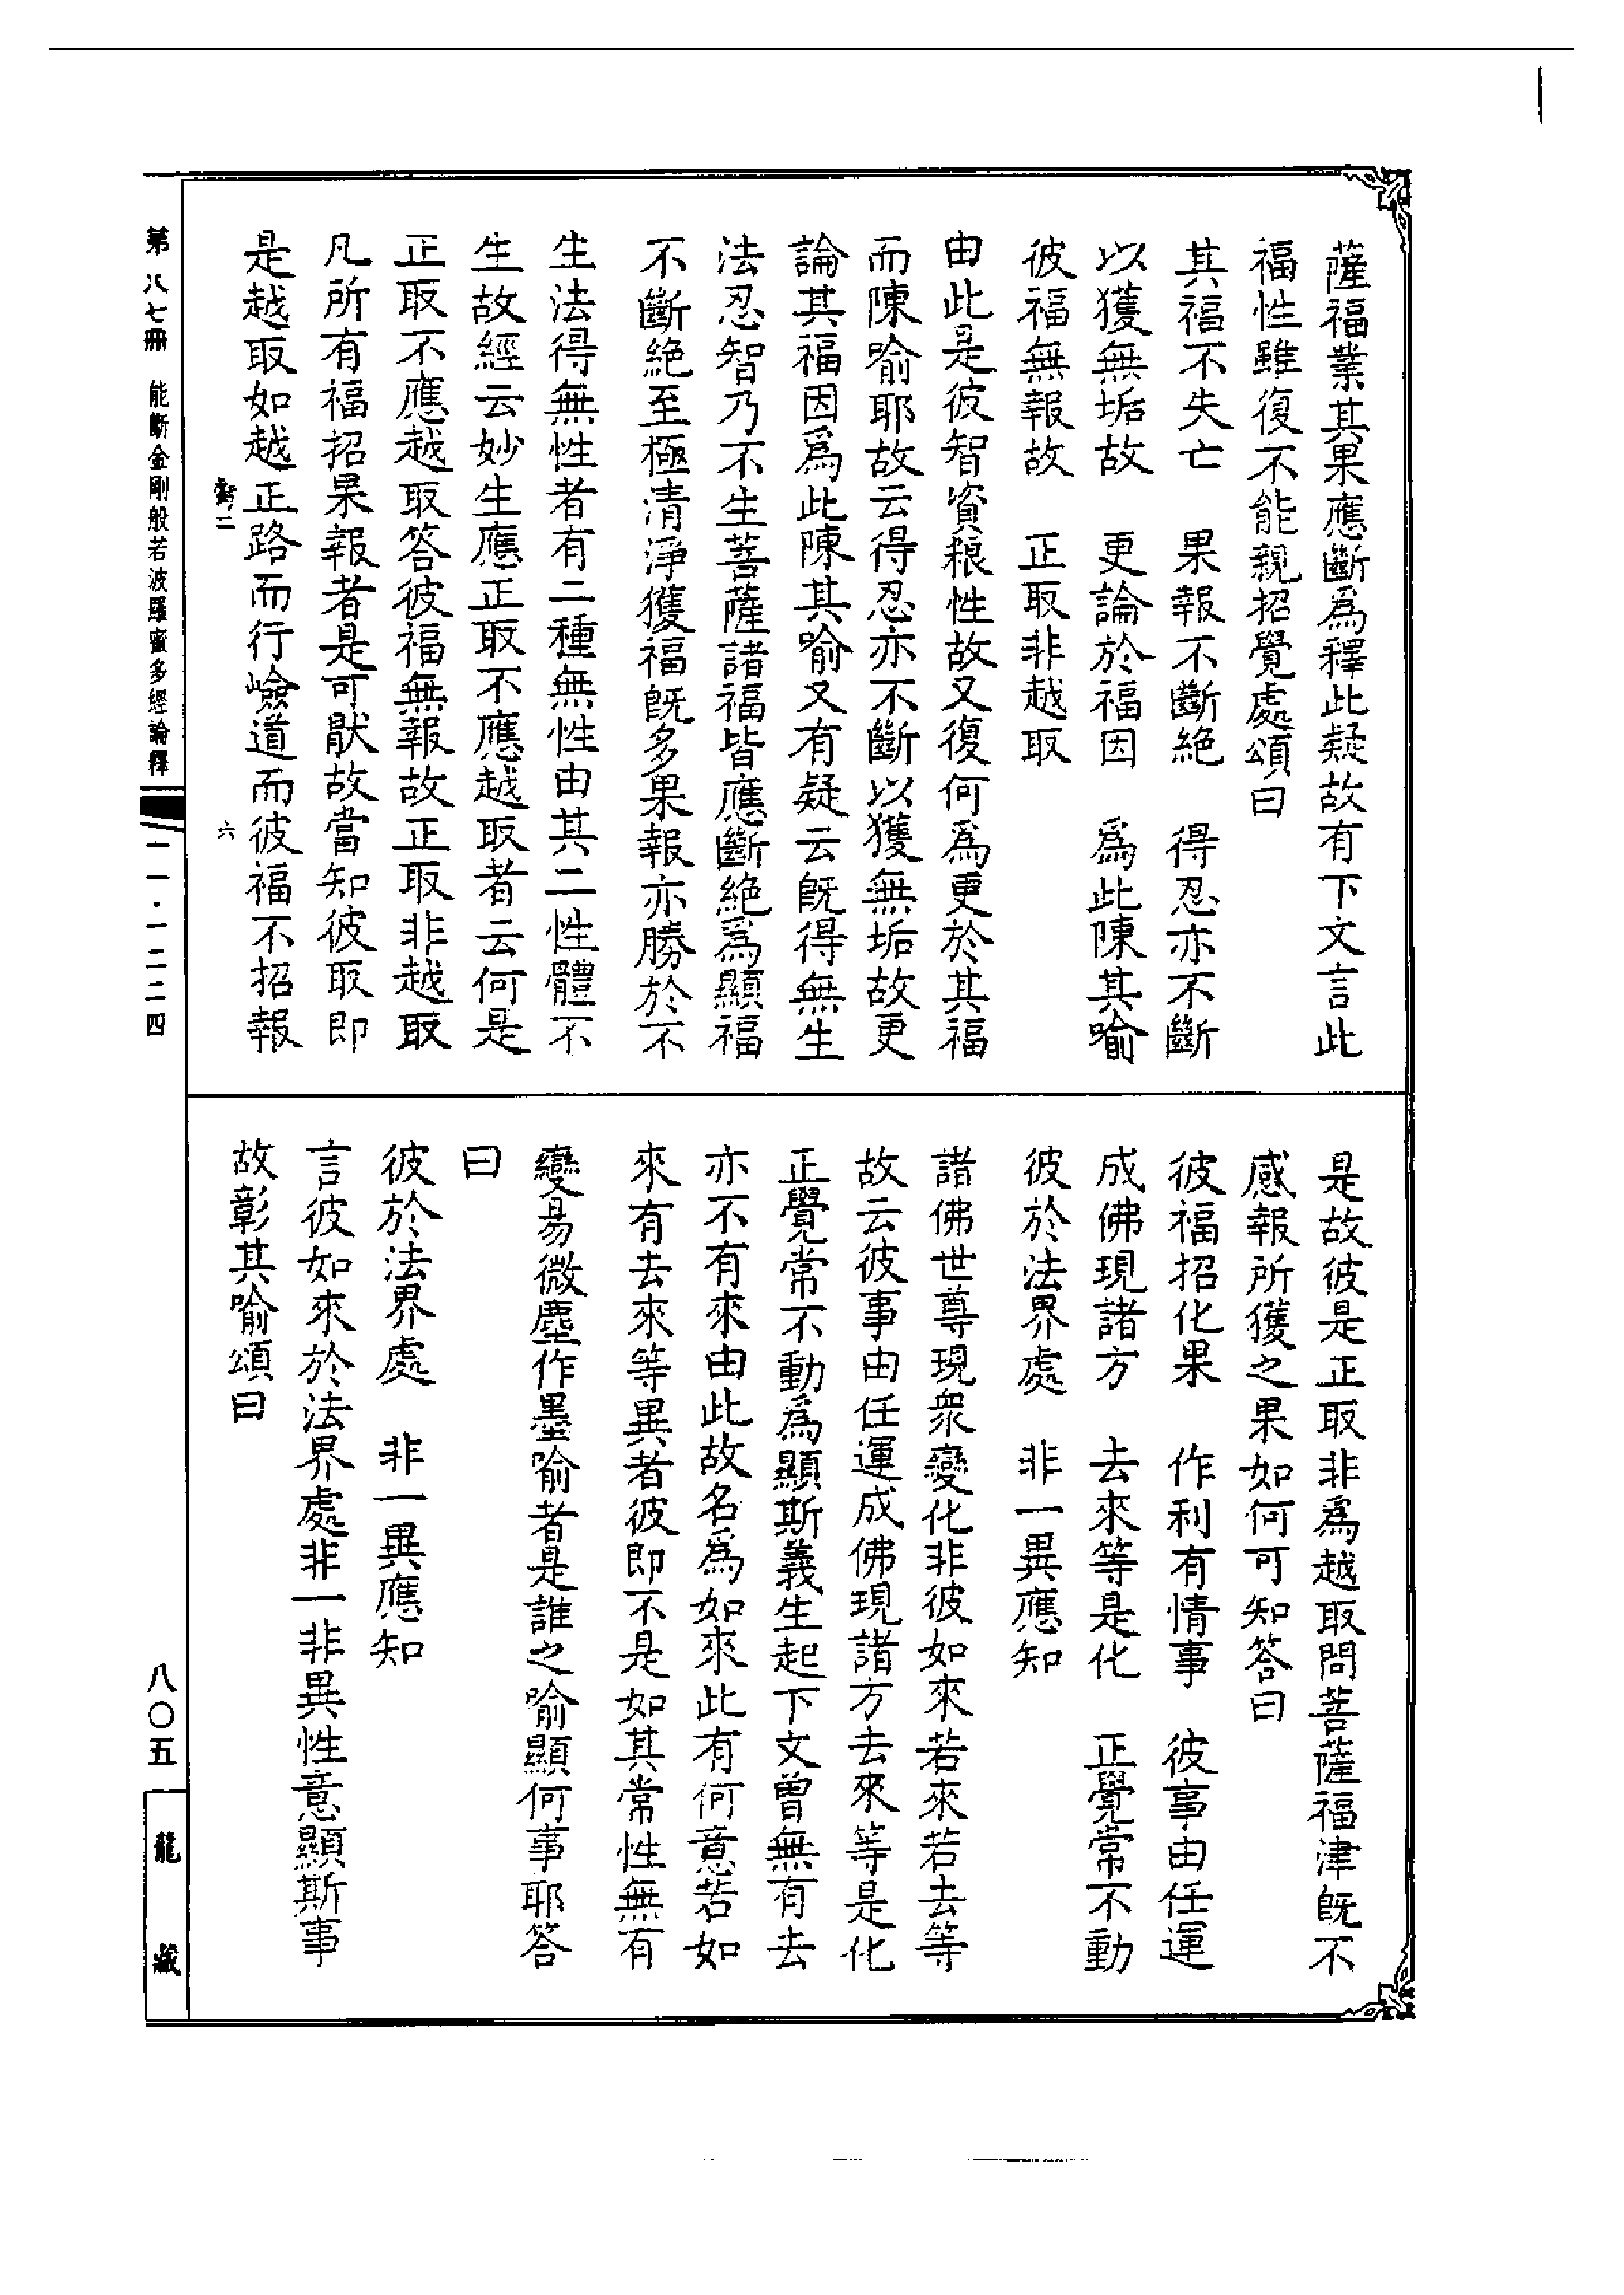 薩福業其果應斷爲釋此疑故有下文言此
福性雖復不能親招覺處頌曰
其福不失亡　果報不斷絕　得忍亦不斷
以獲無垢故　更論於福因　爲此陳其喻
彼福無報故　正取非越取
由此是彼智資粮性故又復何爲更於其福
而陳喻耶故云得忍亦不斷以獲無垢故更
論其福因爲此陳其喻又有疑云既得無生
法忍智乃不生菩薩諸福皆應斷絕爲顯福
不斷絕至極清淨獲福旣多果報亦勝於不
生法得無性者有二種無性由其二性體不
生故經云妙生應正取不應越取者云何是
正取不應越取答彼福無報故正取非越取
凡所有福招果報者是可猒故當知彼取即
是越取如越正路而行嶮道而彼福不招報
是故彼是正取非爲越取問菩薩福津旣不
感報所獲之果如何可知答曰
彼福招化果　作利有情事　彼事由任運
成佛現諸方　去來等是化　正覺常不動
彼於法界處　非一異應知
諸佛世尊現衆變化非彼如來若來若去等
故云彼事由任運成佛現諸方去來等是化
正覺常不動爲顯斯義生起下文曾無有去
亦不有來由此故名爲如來此有何意若如
來有去來等異者彼即不是如其常性無有
變易微塵作墨喻者是誰之喻顯何事耶答
曰
彼於法界處　非一異應知
言彼如來於法界處非一非異性意顯斯事
故彰其喻頌曰
二　六
第八七冊　能斷金剛般若波羅蜜多經論釋
一一·一二二四
八〇五
龍藏